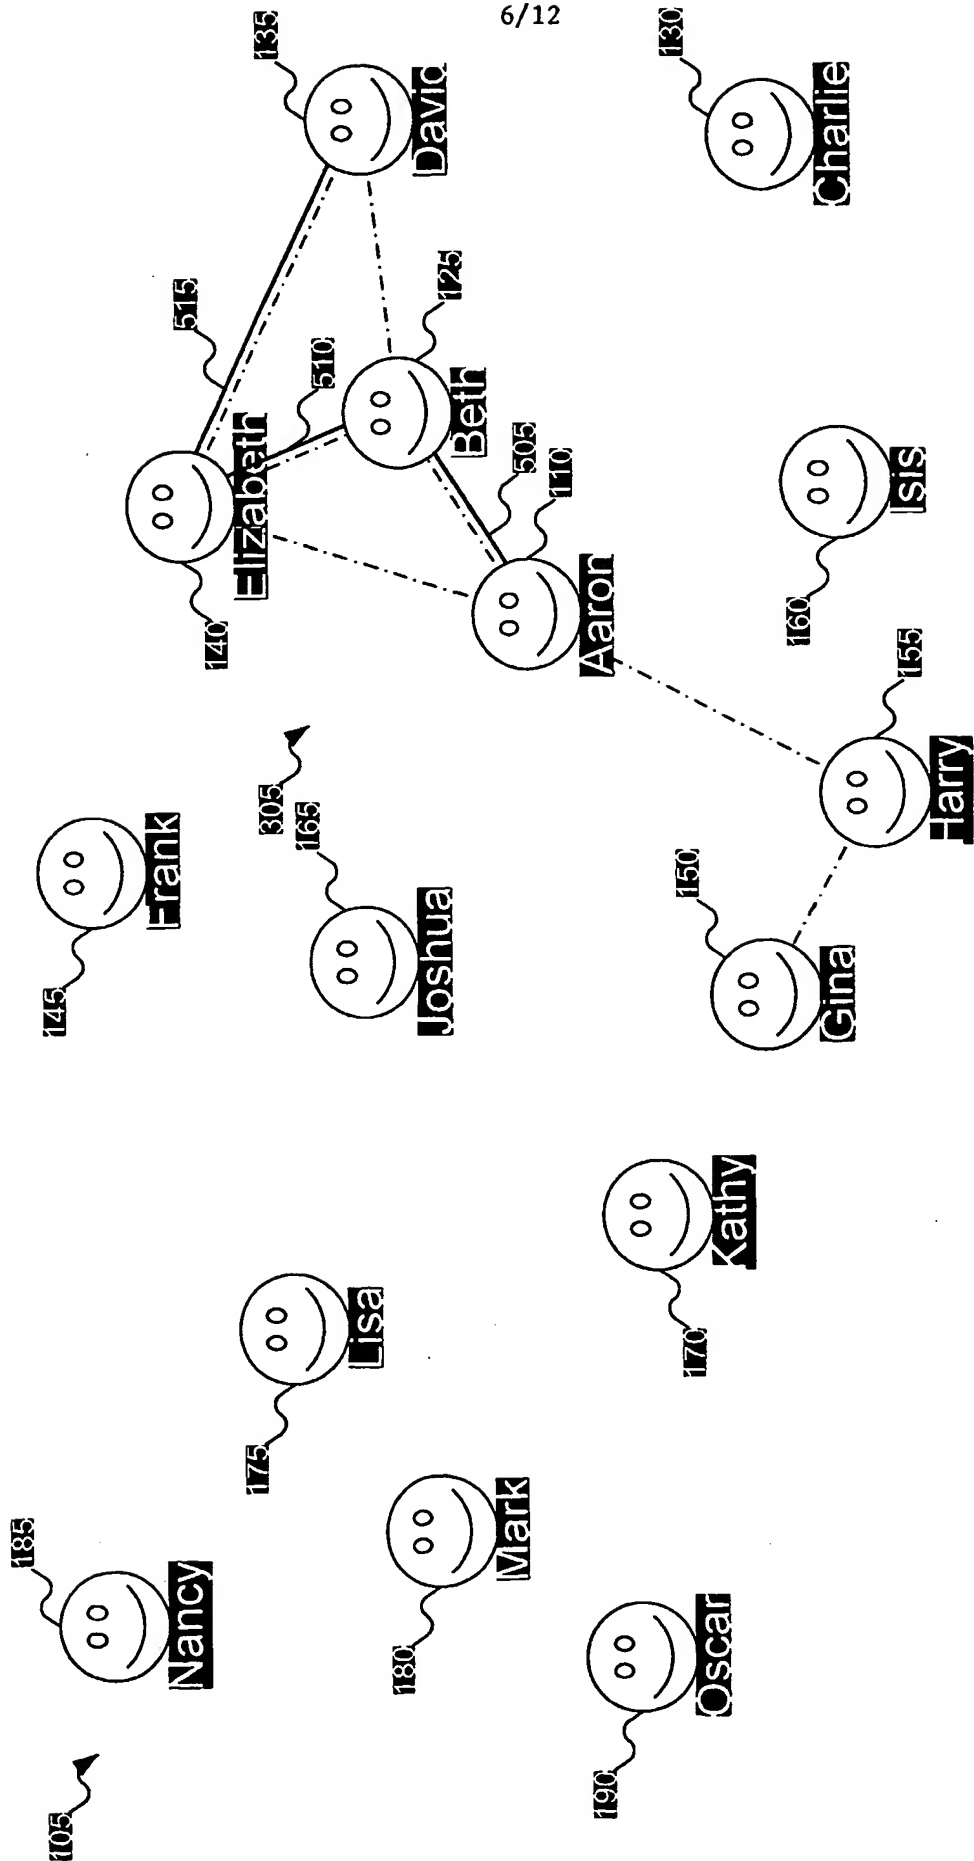 6/12
105
185
Nancy
175
Lisa
180
Mark
190
Oscar
145
Frank
305
165
Joshua
170
Kathy
150
Gina
155
Harry
140
Elizabeth
515
135
David
510
125
Beth
505
110
Aaron
160
Isis
130
Charlie